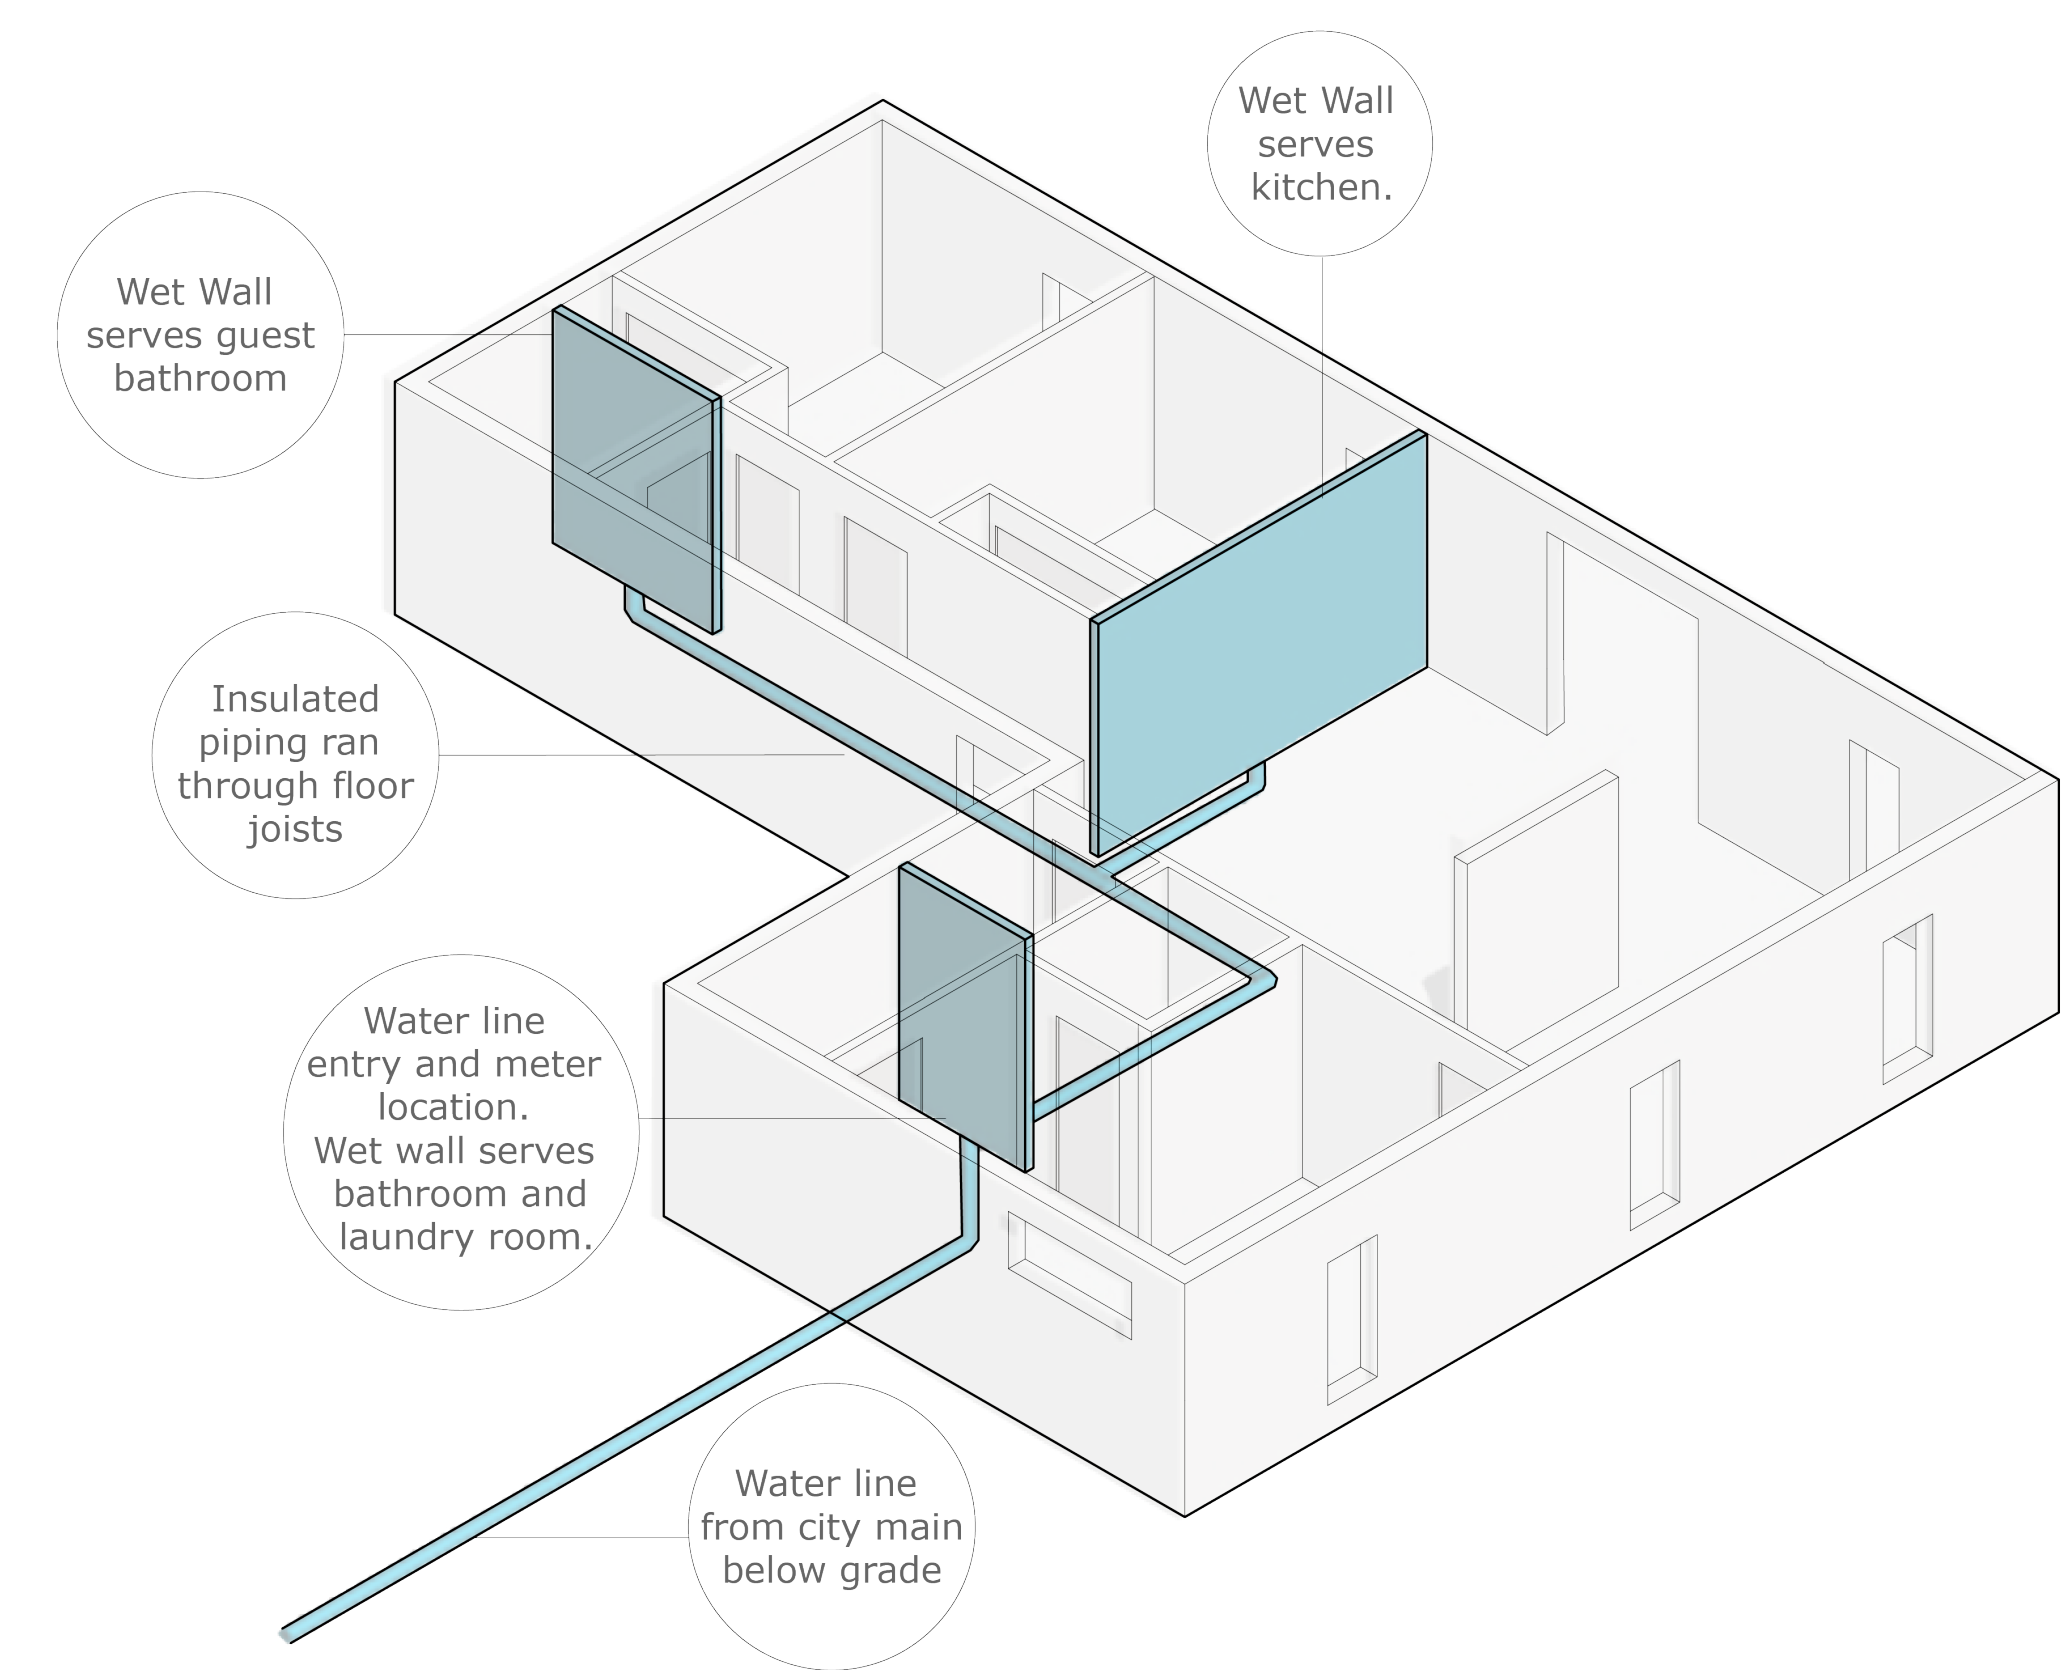 Wet Wall
serves
kitchen.
Wet Wall
serves guest
bathroom
Insulated
piping ran
through floor
joists
Water line
entry and meter
location.
Wet wall serves
bathroom and
laundry room.
Water line
from city main
below grade